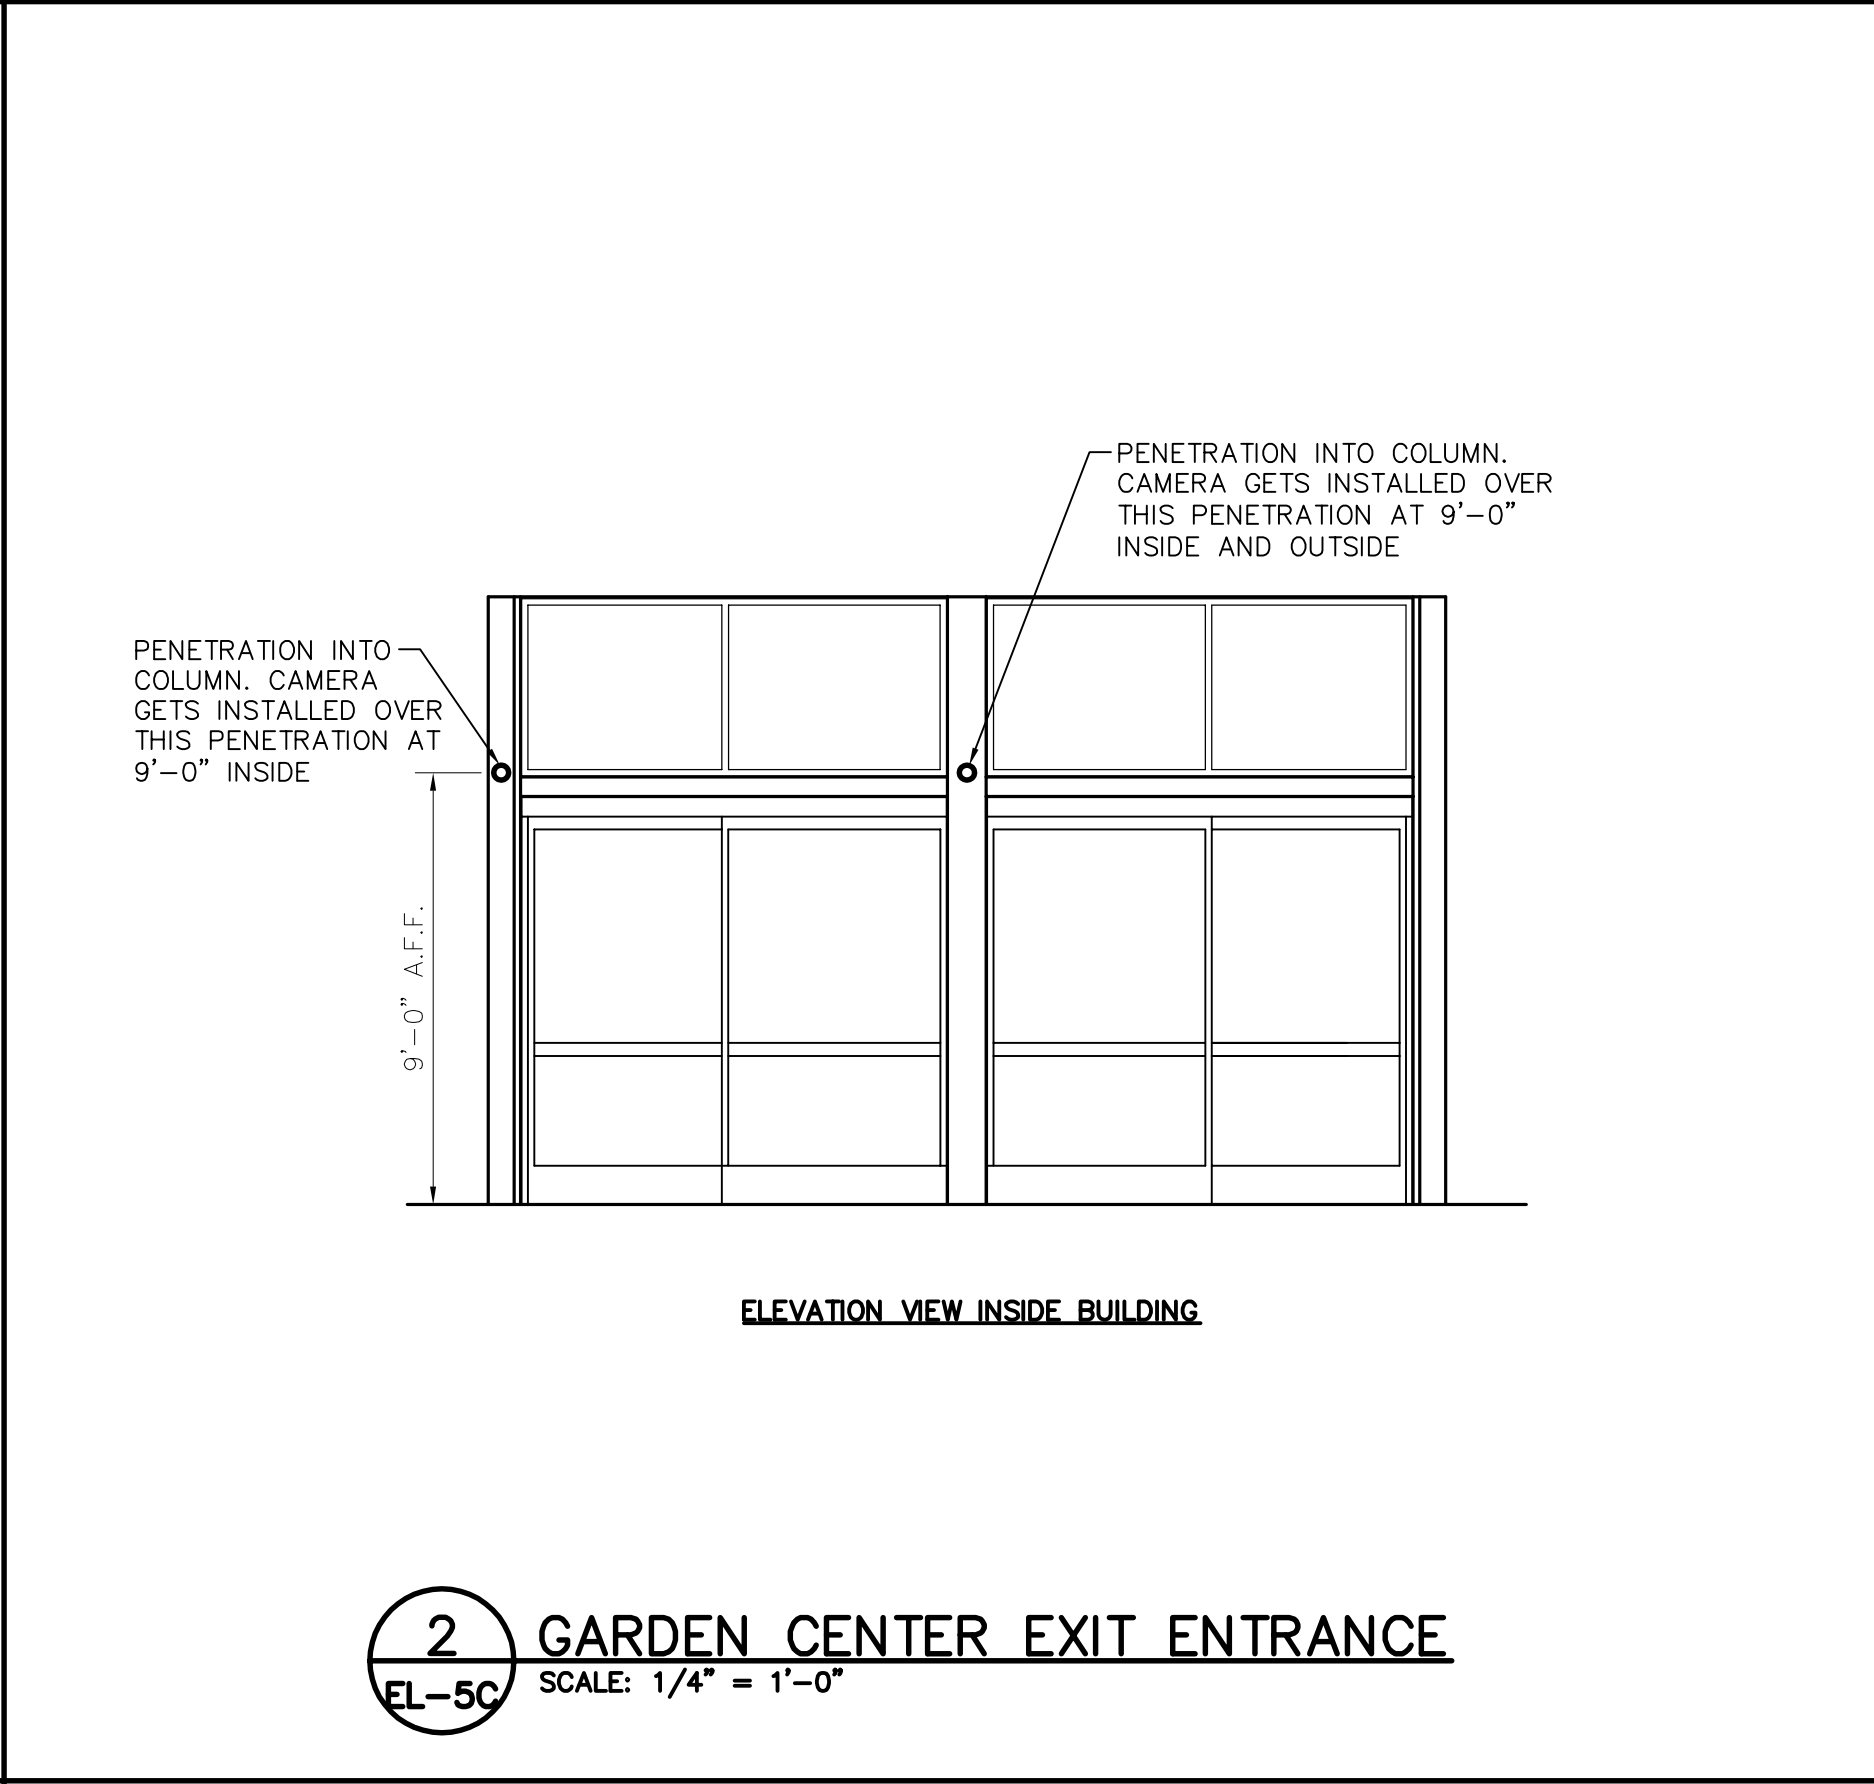 PENETRATION INTO COLUMN.
CAMERA GETS INSTALLED OVER
THIS PENETRATION AT 9'-0"
INSIDE AND OUTSIDE
PENETRATION INTO
COLUMN. CAMERA
GETS INSTALLED OVER
THIS PENETRATION AT
9'-0" INSIDE
9'-0" A.F.F.
ELEVATION VIEW INSIDE BUILDING
2
EL-5C
GARDEN CENTER EXIT ENTRANCE
SCALE: 1/4" = 1'-0"